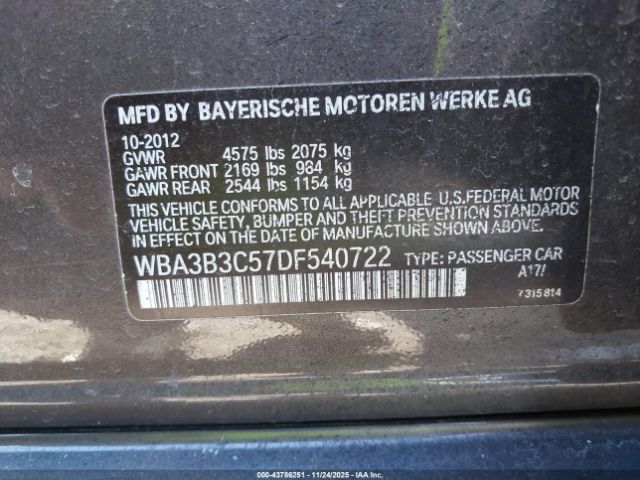 MFD BY BAYERISCHE MOTOREN WERKE AG
10-2012
GVWR 4575 lbs 2075 kg
GAWR FRONT 2169 lbs 984 kg
GAWR REAR 2544 lbs 1154 kg
THIS VEHICLE CONFORMS TO ALL APPLICABLE U.S.FEDERAL MOTOR
VEHICLE SAFETY, BUMPER AND THEFT PREVENTION STANDARDS
IN EFFECT ON THE DATE OF MANUFACTURE SHOWN ABOVE.
WBA3B3C57DF540722 TYPE: PASSENGER CAR
A17/
7315814
00-43786251 - 11/24/2025 - COPYRIGHT © IAA, LLC